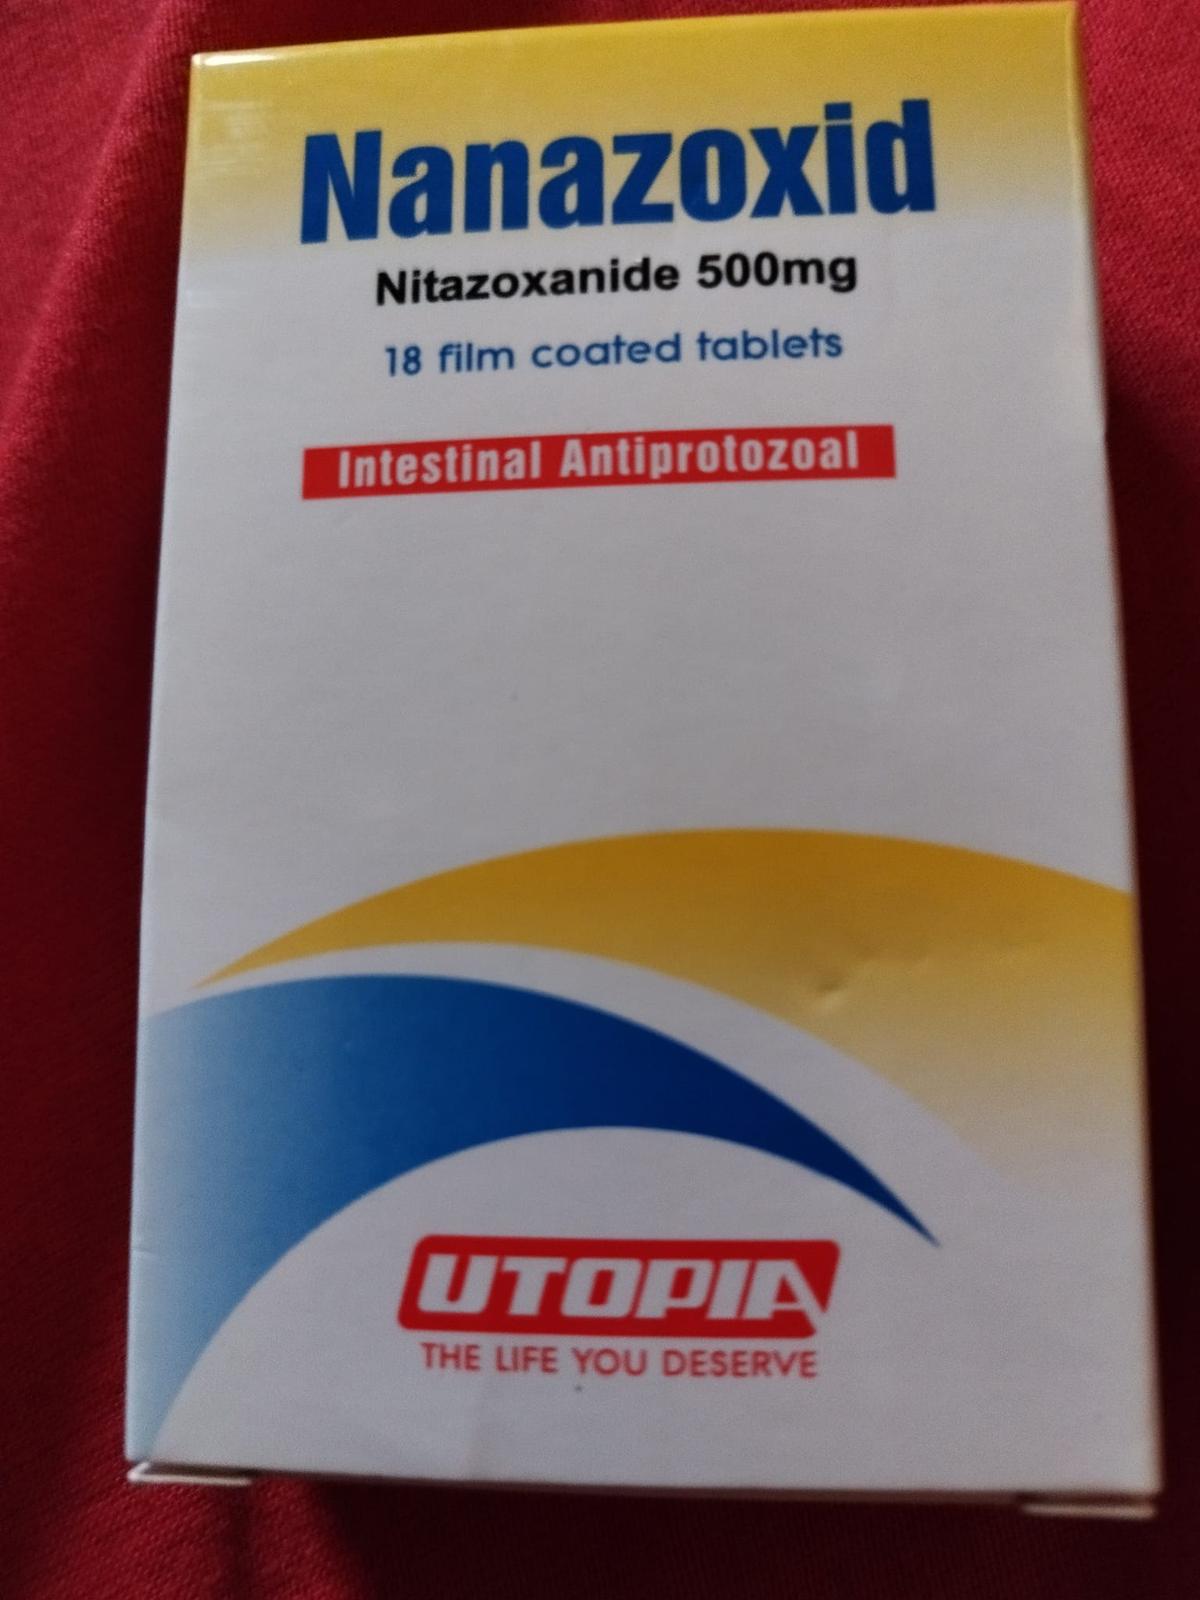 Nanazoxid
Nitazoxanide 500mg
18 film coated tablets
Intestinal Antiprotozoal
UTOPIA
THE LIFE YOU DESERVE